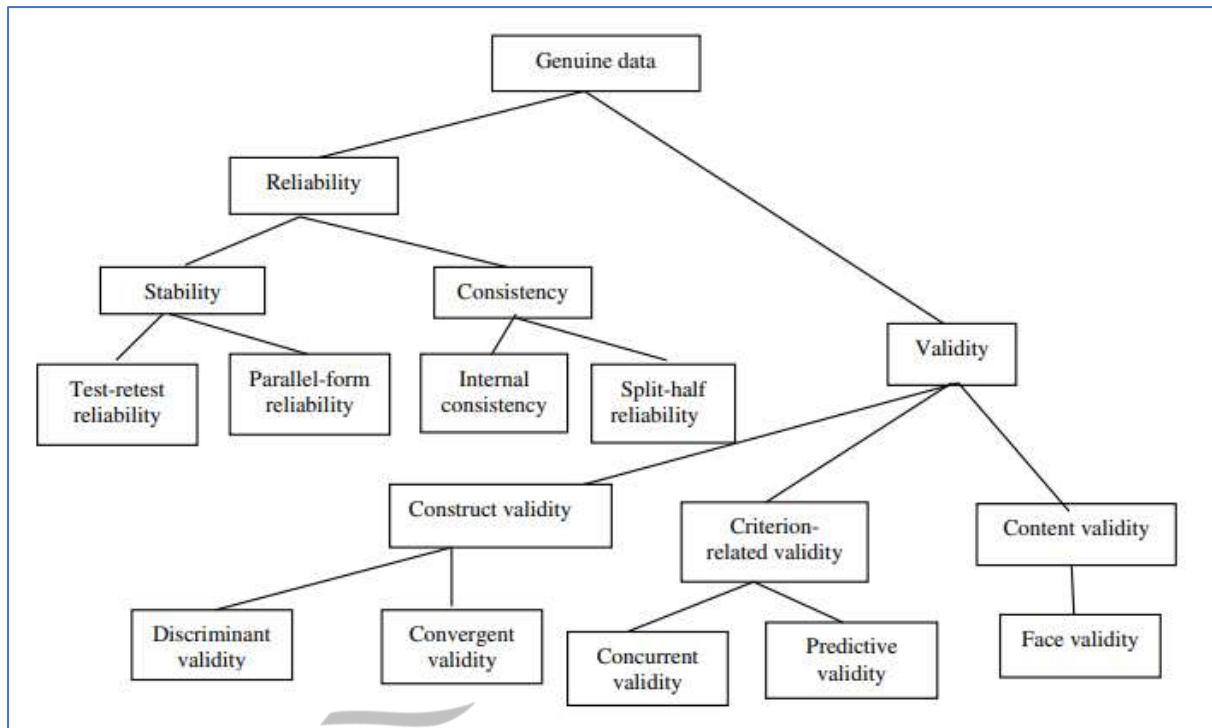 Genuine data
Reliability
Stability
Consistency
Validity
Test-retest
reliability
Parallel-form
reliability
Internal
consistency
Split-half
reliability
Construct validity
Criterion-
related validity
Content validity
Discriminant
validity
Convergent
validity
Concurrent
validity
Predictive
validity
Face validity